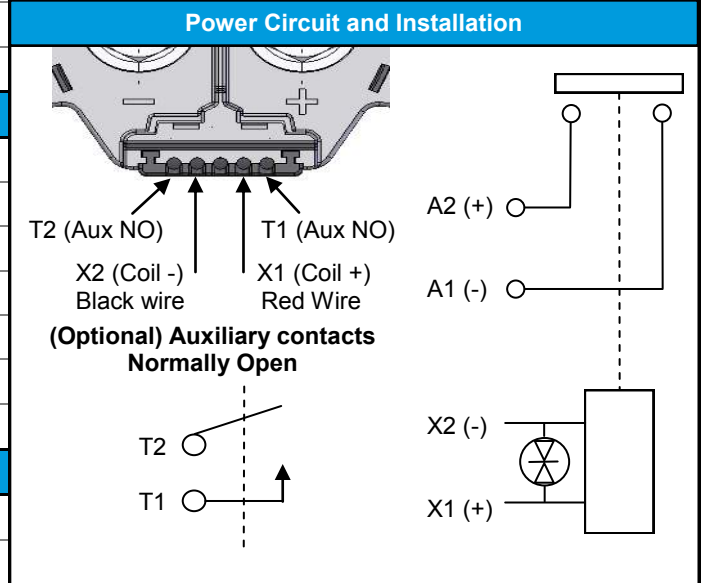 Power Circuit and Installation
T2 (Aux NO)
T1 (Aux NO)
X2 (Coil -)
Black wire
X1 (Coil +)
Red Wire
(Optional) Auxiliary contacts
Normally Open
T2
T1
A2 (+)
A1 (-)
X2 (-)
X1 (+)